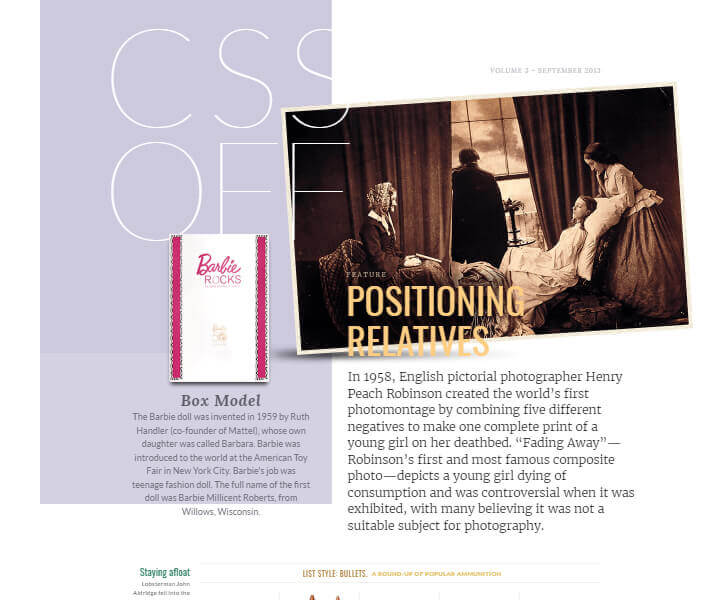 CSS
OFF
VOLUME 3 – SEPTEMBER 2013
Barbie
ROCKS
FEATURE
POSITIONING
RELATIVES
In 1958, English pictorial photographer Henry
Peach Robinson created the world’s first
photomontage by combining five different
negatives to make one complete print of a
young girl on her deathbed. “Fading Away”—
Robinson’s first and most famous composite
photo—depicts a young girl dying of
consumption and was controversial when it was
exhibited, with many believing it was not a
suitable subject for photography.
Box Model
The Barbie doll was invented in 1959 by Ruth
Handler (co-founder of Mattel), whose own
daughter was called Barbara. Barbie was
introduced to the world at the American Toy
Fair in New York City. Barbie's job was
teenage fashion doll. The full name of the first
doll was Barbie Millicent Roberts, from
Willows, Wisconsin.
Staying afloat
Lobsterman John
Aldridge fell into the
LIST STYLE: BULLETS. A ROUND-UP OF POPULAR AMMUNITION